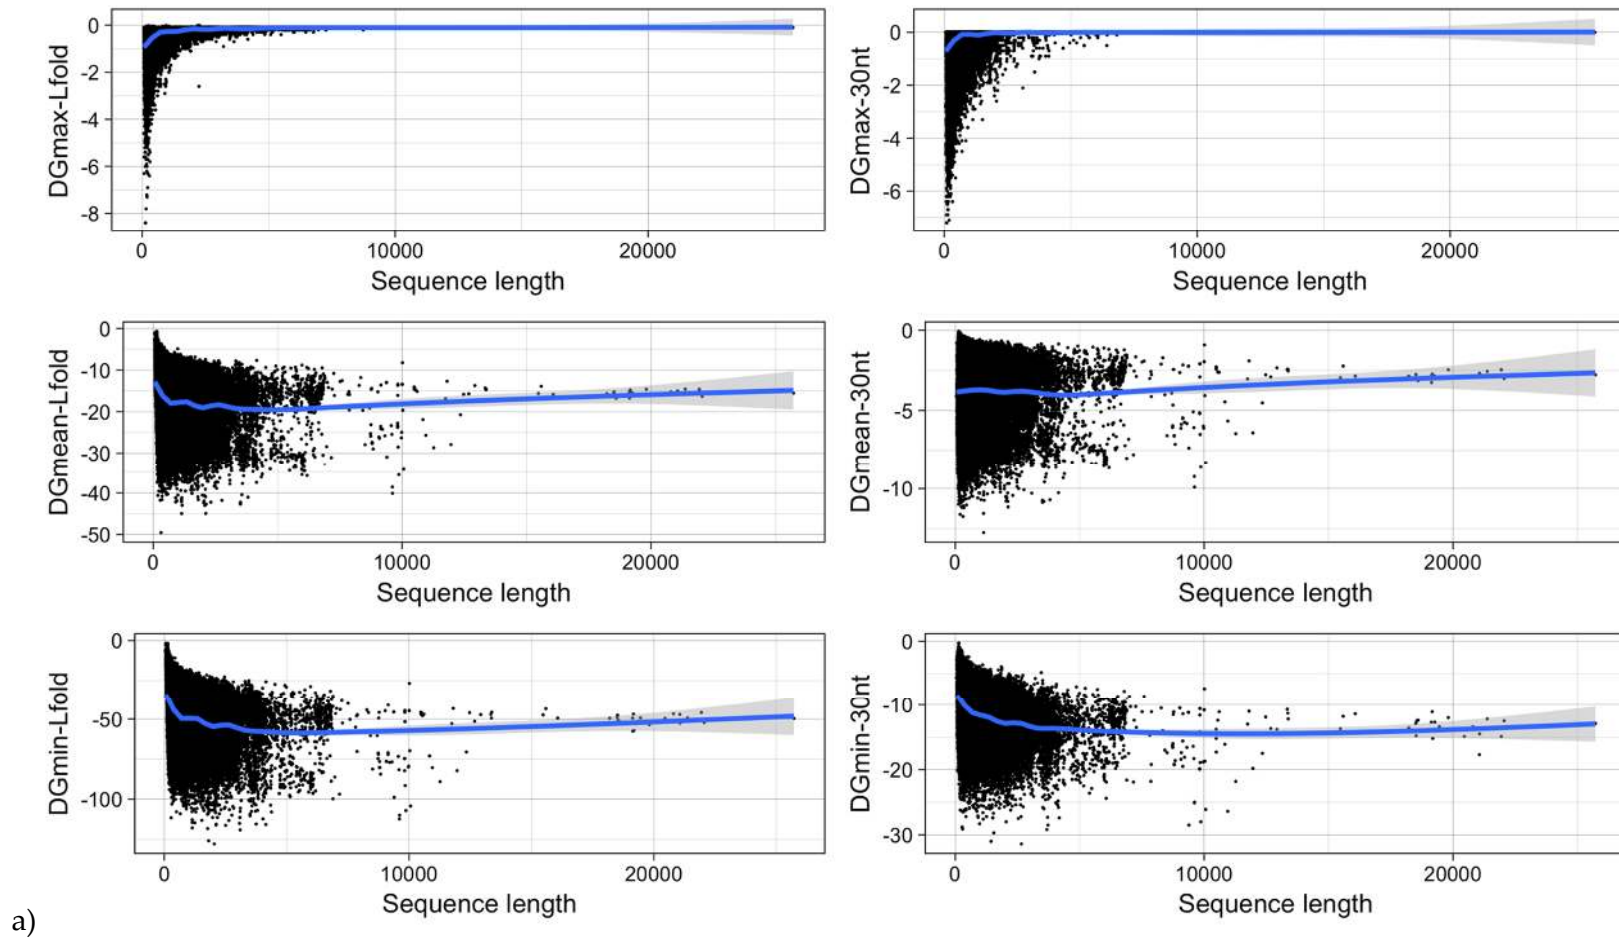 DGmax-Lfold
0
-2
-4
-6
-8
0 10000 20000
Sequence length
DGmax-30nt
0
-2
-4
-6
0 10000 20000
Sequence length
DGmean-Lfold
0
-10
-20
-30
-40
-50
0 10000 20000
Sequence length
DGmean-30nt
0
-5
-10
0 10000 20000
Sequence length
DGmin-Lfold
0
-50
-100
0 10000 20000
Sequence length
DGmin-30nt
0
-10
-20
-30
0 10000 20000
Sequence length
a)